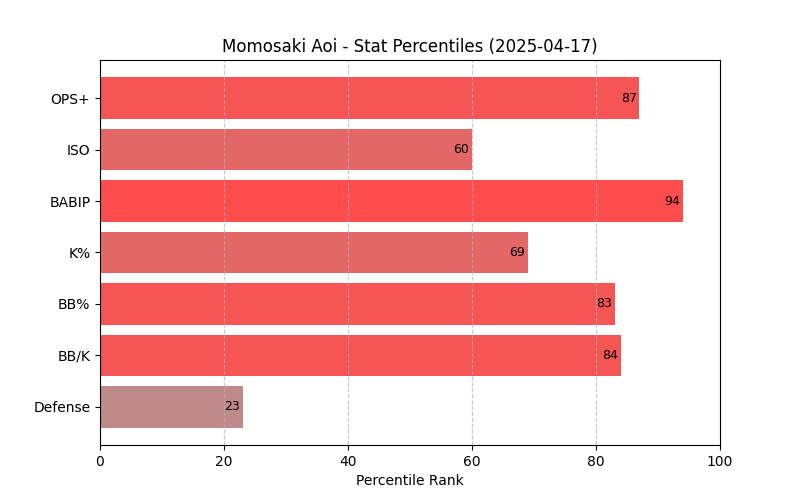 Momosaki Aoi - Stat Percentiles (2025-04-17)
OPS+ 87
ISO 60
BABIP 94
K% 69
BB% 83
BB/K 84
Defense 23
0 20 40 60 80 100
Percentile Rank